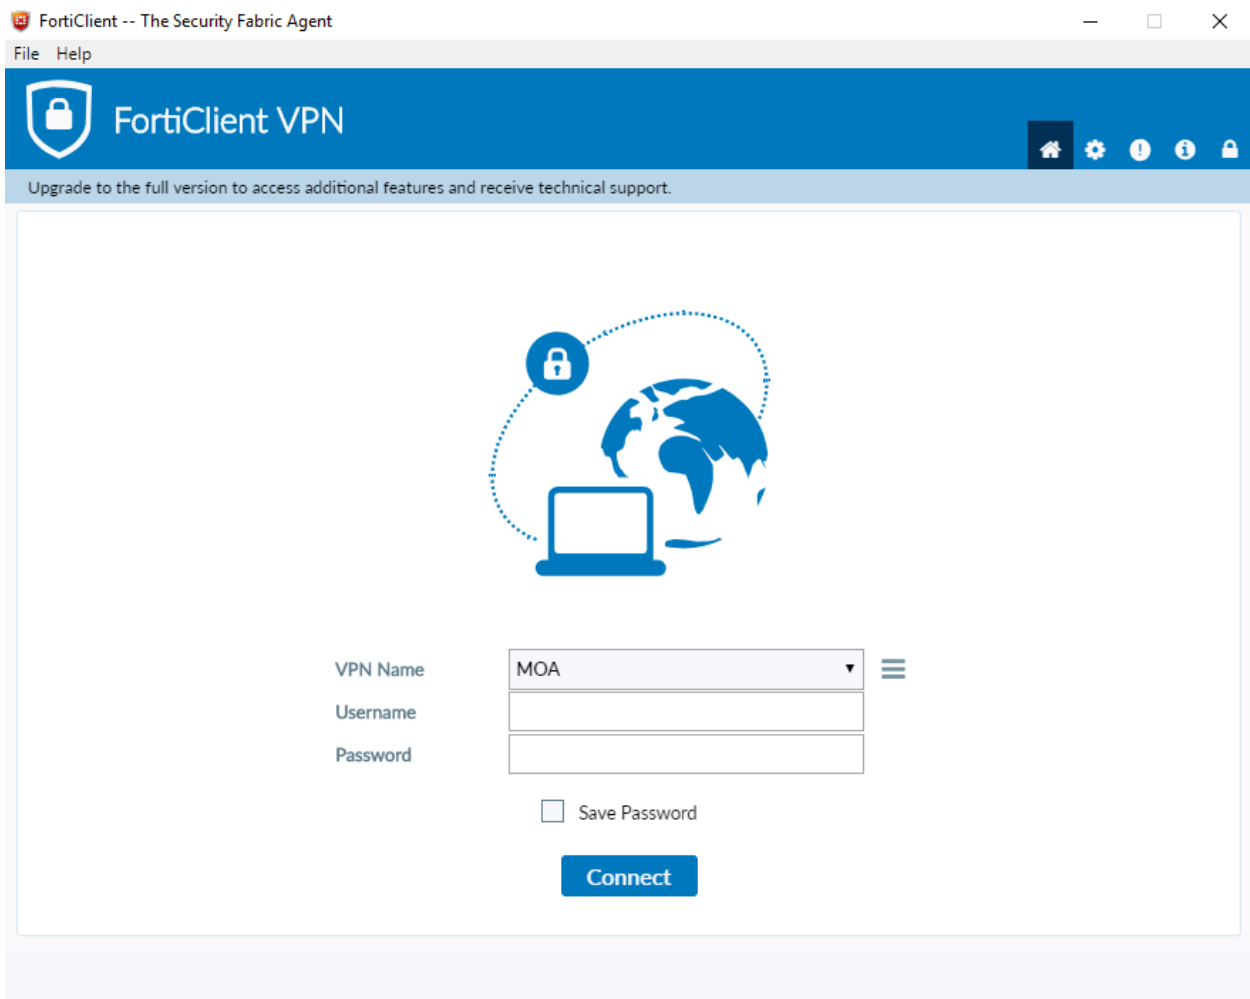 FortiClient -- The Security Fabric Agent
File Help
FortiClient VPN
Upgrade to the full version to access additional features and receive technical support.
VPN Name MOA
Username
Password
Save Password
Connect